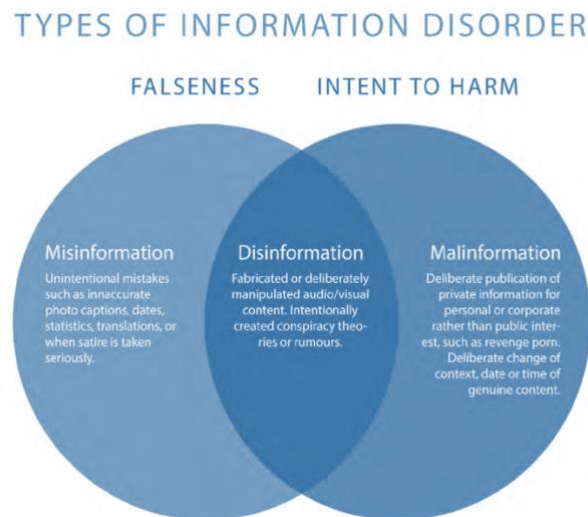 TYPES OF INFORMATION DISORDER
FALSENESS
INTENT TO HARM
Misinformation
Unintentional mistakes
such as innaccurate
photo captions, dates,
statistics, translations, or
when satire is taken
seriously.
Disinformation
Fabricated or deliberately
manipulated audio/visual
content. Intentionally
created conspiracy theo-
ries or rumours.
Malinformation
Deliberate publication of
private information for
personal or corporate
rather than public inter-
est, such as revenge porn.
Deliberate change of
context, date or time of
genuine content.